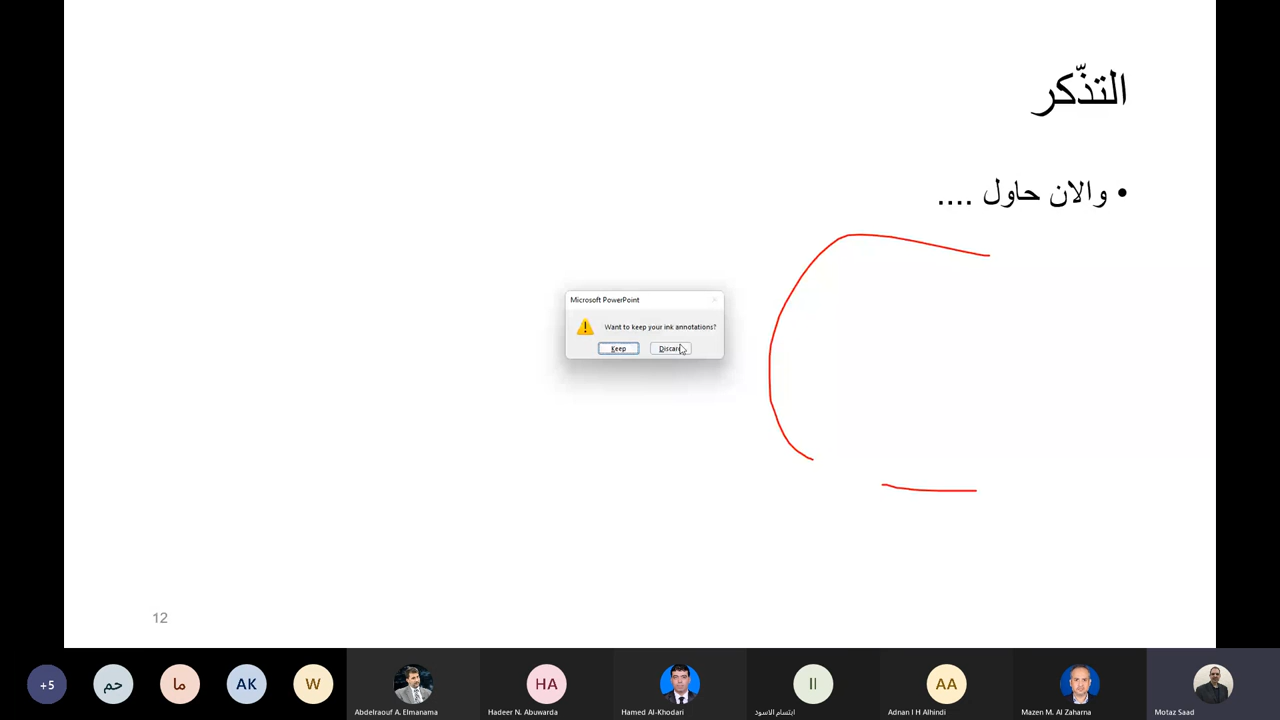 التذّكر
• والان حاول ....
Microsoft PowerPoint
Want to keep your ink annotations?
Keep
Discard
12
+5
حم
ما
AK
W
Abdelraouf A. Elmanama
HA
Hadeer N. Abuwarda
Hamed Al-Khodari
اا
ابتسام الاسود
AA
Adnan I H Alhindi
Mazen M. Al Zaharna
Motaz Saad